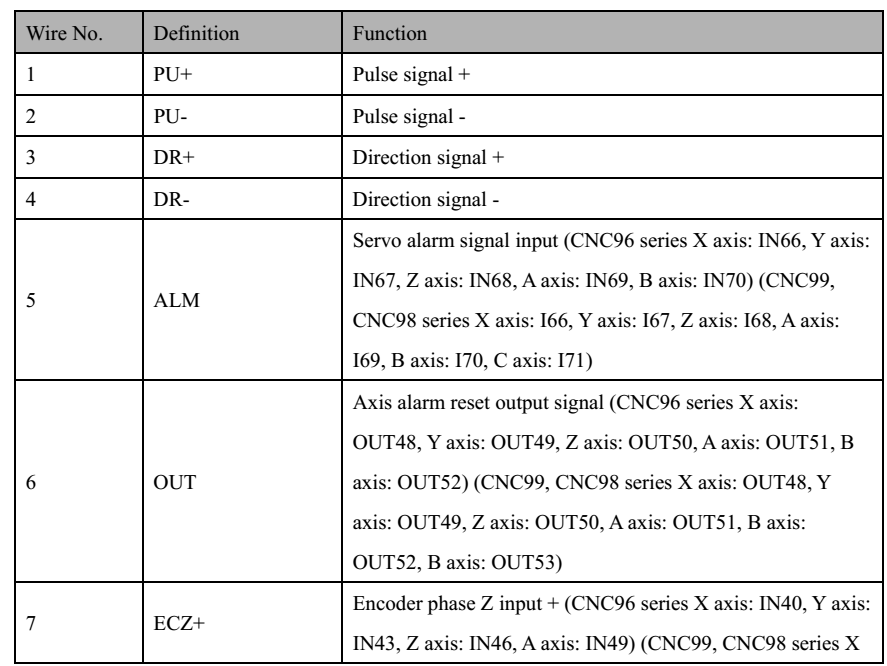 Wire No. Definition Function
1 PU+ Pulse signal +
2 PU- Pulse signal -
3 DR+ Direction signal +
4 DR- Direction signal -
Servo alarm signal input (CNC96 series X axis: IN66, Y axis:
IN67, Z axis: IN68, A axis: IN69, B axis: IN70) (CNC99,
5 ALM
CNC98 series X axis: I66, Y axis: I67, Z axis: I68, A axis:
I69, B axis: I70, C axis: I71)
Axis alarm reset output signal (CNC96 series X axis:
OUT48, Y axis: OUT49, Z axis: OUT50, A axis: OUT51, B
6 OUT axis: OUT52) (CNC99, CNC98 series X axis: OUT48, Y
axis: OUT49, Z axis: OUT50, A axis: OUT51, B axis:
OUT52, B axis: OUT53)
Encoder phase Z input + (CNC96 series X axis: IN40, Y axis:
7 ECZ+
IN43, Z axis: IN46, A axis: IN49) (CNC99, CNC98 series X